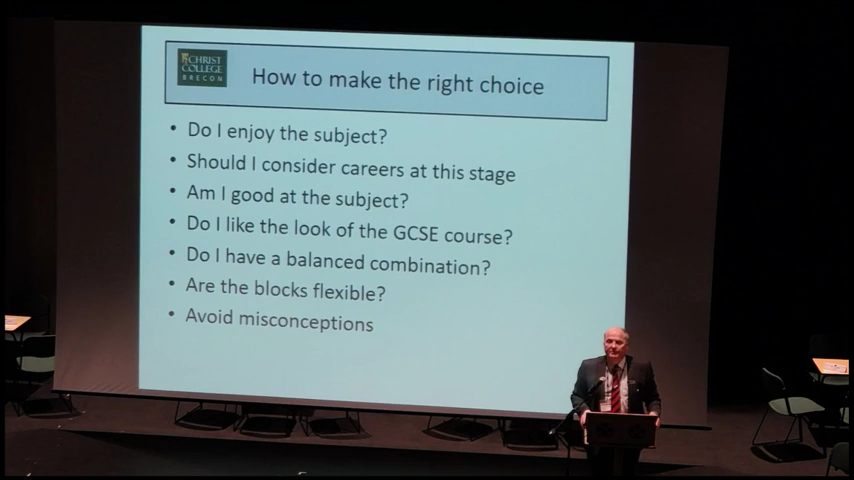 CHRIST
COLLEGE
BRECON
How to make the right choice
• Do I enjoy the subject?
• Should I consider careers at this stage
• Am I good at the subject?
• Do I like the look of the GCSE course?
• Do I have a balanced combination?
• Are the blocks flexible?
• Avoid misconceptions